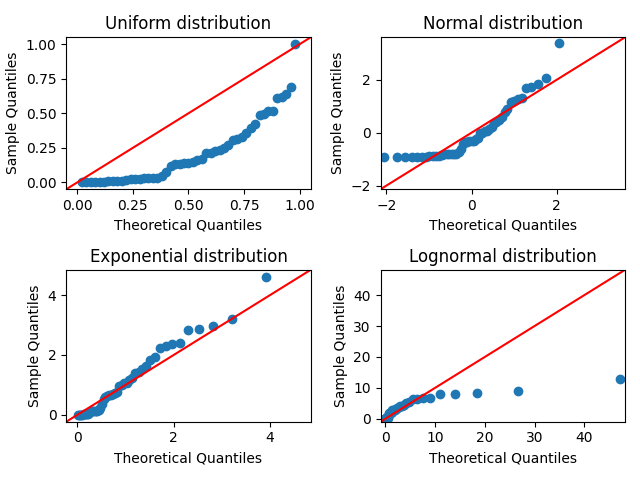 Uniform distribution
1.00
0.75
0.50
0.25
0.00
Sample Quantiles
0.00 0.25 0.50 0.75 1.00
Theoretical Quantiles
Normal distribution
2
0
−2
Sample Quantiles
−2 0 2
Theoretical Quantiles
Exponential distribution
4
2
0
Sample Quantiles
0 2 4
Theoretical Quantiles
Lognormal distribution
40
30
20
10
0
Sample Quantiles
0 10 20 30 40
Theoretical Quantiles